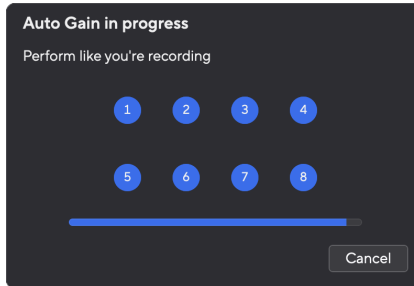 Auto Gain in progress
Perform like you're recording
1 2 3 4
5 6 7 8
Cancel